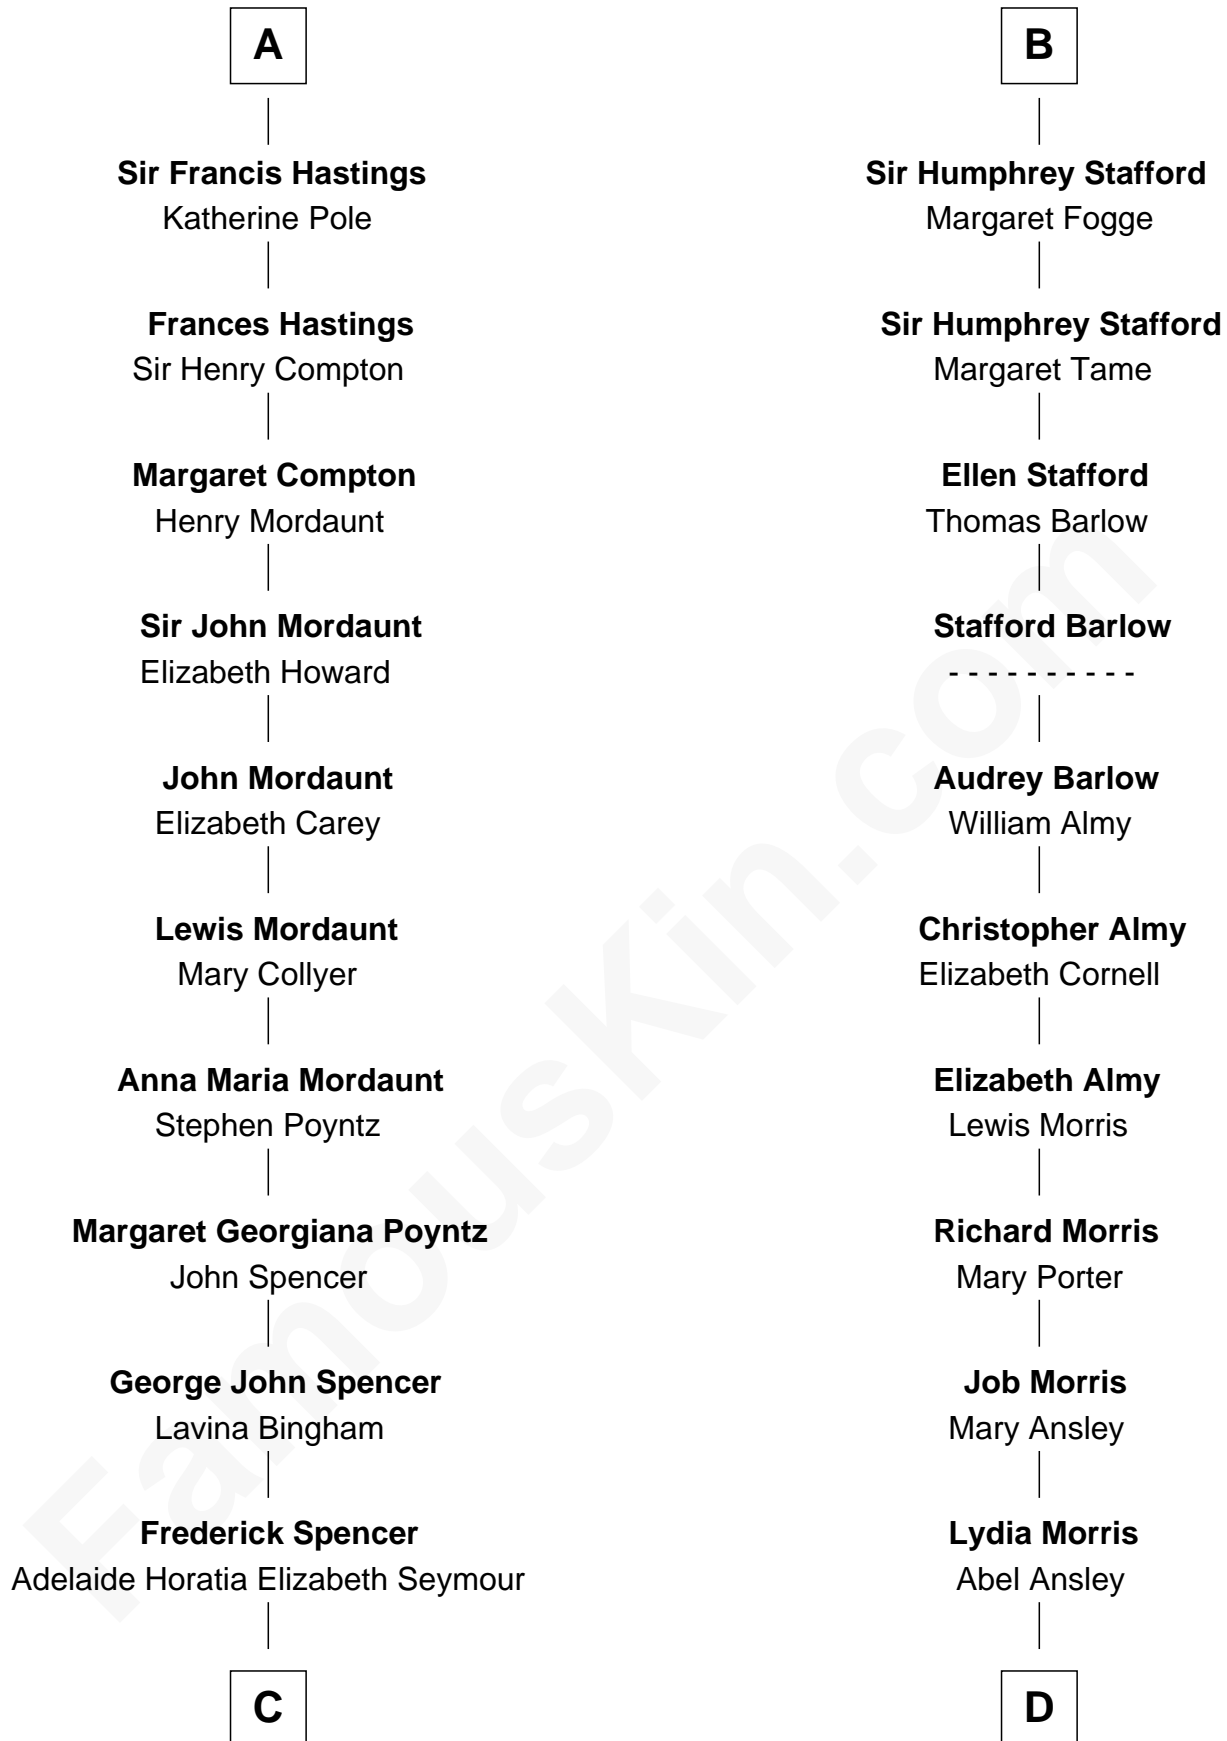 A
Sir Francis Hastings
Katherine Pole
Frances Hastings
Sir Henry Compton
Margaret Compton
Henry Mordaunt
Sir John Mordaunt
Elizabeth Howard
John Mordaunt
Elizabeth Carey
Lewis Mordaunt
Mary Collyer
Anna Maria Mordaunt
Stephen Poyntz
Margaret Georgiana Poyntz
John Spencer
George John Spencer
Lavina Bingham
Frederick Spencer
Adelaide Horatia Elizabeth Seymour
C
B
Sir Humphrey Stafford
Margaret Fogge
Sir Humphrey Stafford
Margaret Tame
Ellen Stafford
Thomas Barlow
Stafford Barlow
- - - - - - - - - -
Audrey Barlow
William Almy
Christopher Almy
Elizabeth Cornell
Elizabeth Almy
Lewis Morris
Richard Morris
Mary Porter
Job Morris
Mary Ansley
Lydia Morris
Abel Ansley
D
FamousKin.com